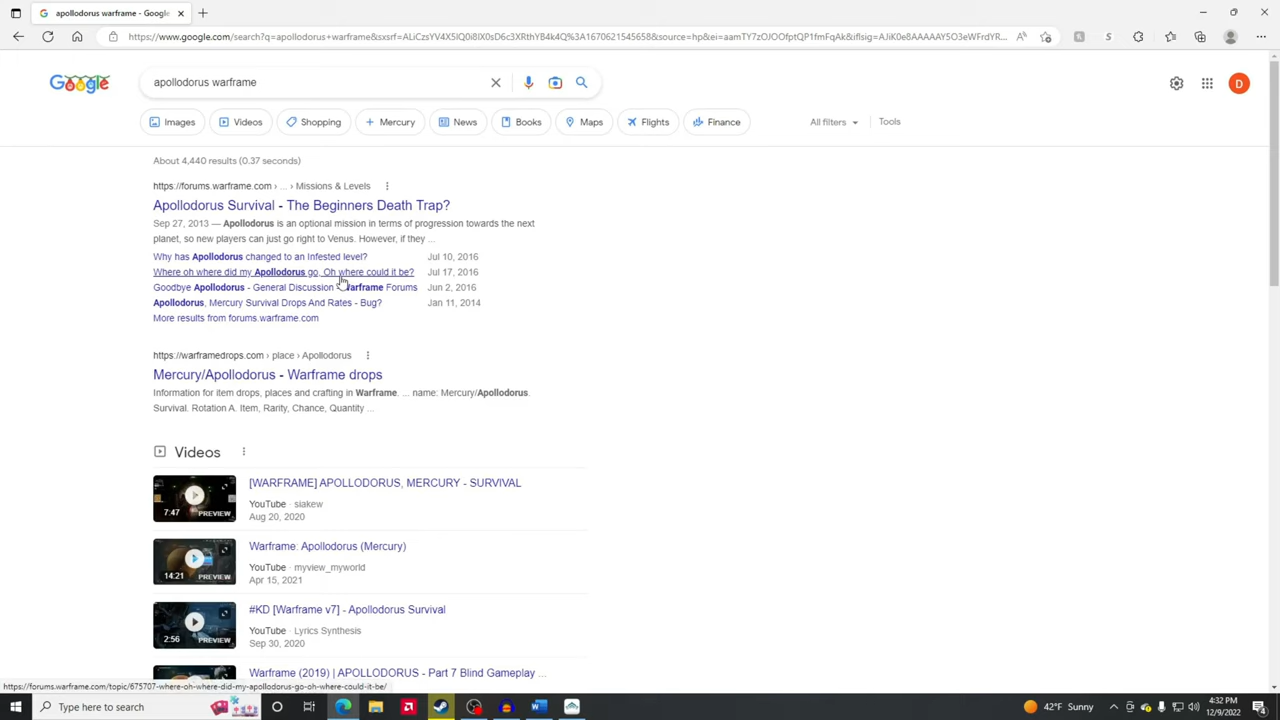 apollodorus warframe - Google
https://www.google.com/search?q=apollodorus+warframe&sxsrf=ALiCzsYV4X5IQ0i8IX0sD6c3XRthYB4k4Q%3A1670621545658&source=hp&ei=aamTY7zOJOOfptQP1fmFqAk&iflsig=AJiK0e8AAAAAY5O3eWFrdYR...
Google
apollodorus warframe
D
Images
Videos
Shopping
+ Mercury
News
Books
Maps
Flights
Finance
All filters
Tools
About 4,440 results (0.37 seconds)
https://forums.warframe.com › ... › Missions & Levels
Apollodorus Survival - The Beginners Death Trap?
Sep 27, 2013 — Apollodorus is an optional mission in terms of progression towards the next
planet, so new players can just go right to Venus. However, if they ...
Why has Apollodorus changed to an Infested level? Jul 10, 2016
Where oh where did my Apollodorus go, Oh where could it be? Jul 17, 2016
Goodbye Apollodorus - General Discussion - Warframe Forums Jun 2, 2016
Apollodorus, Mercury Survival Drops And Rates - Bug? Jan 11, 2014
More results from forums.warframe.com
https://warframedrops.com › place › Apollodorus
Mercury/Apollodorus - Warframe drops
Information for item drops, places and crafting in Warframe. ... name: Mercury/Apollodorus.
Survival. Rotation A. Item, Rarity, Chance, Quantity ...
Videos
7:47 PREVIEW
[WARFRAME] APOLLODORUS, MERCURY - SURVIVAL
YouTube · siakew
Aug 20, 2020
14:21 PREVIEW
Warframe: Apollodorus (Mercury)
YouTube · myview_myworld
Apr 15, 2021
2:56 PREVIEW
#KD [Warframe v7] - Apollodorus Survival
YouTube · Lyrics Synthesis
Sep 30, 2020
Warframe (2019) | APOLLODORUS - Part 7 Blind Gameplay ...
https://forums.warframe.com/topic/675707-where-oh-where-did-my-apollodorus-go-oh-where-could-it-be/
Type here to search
42°F Sunny
4:32 PM
12/9/2022